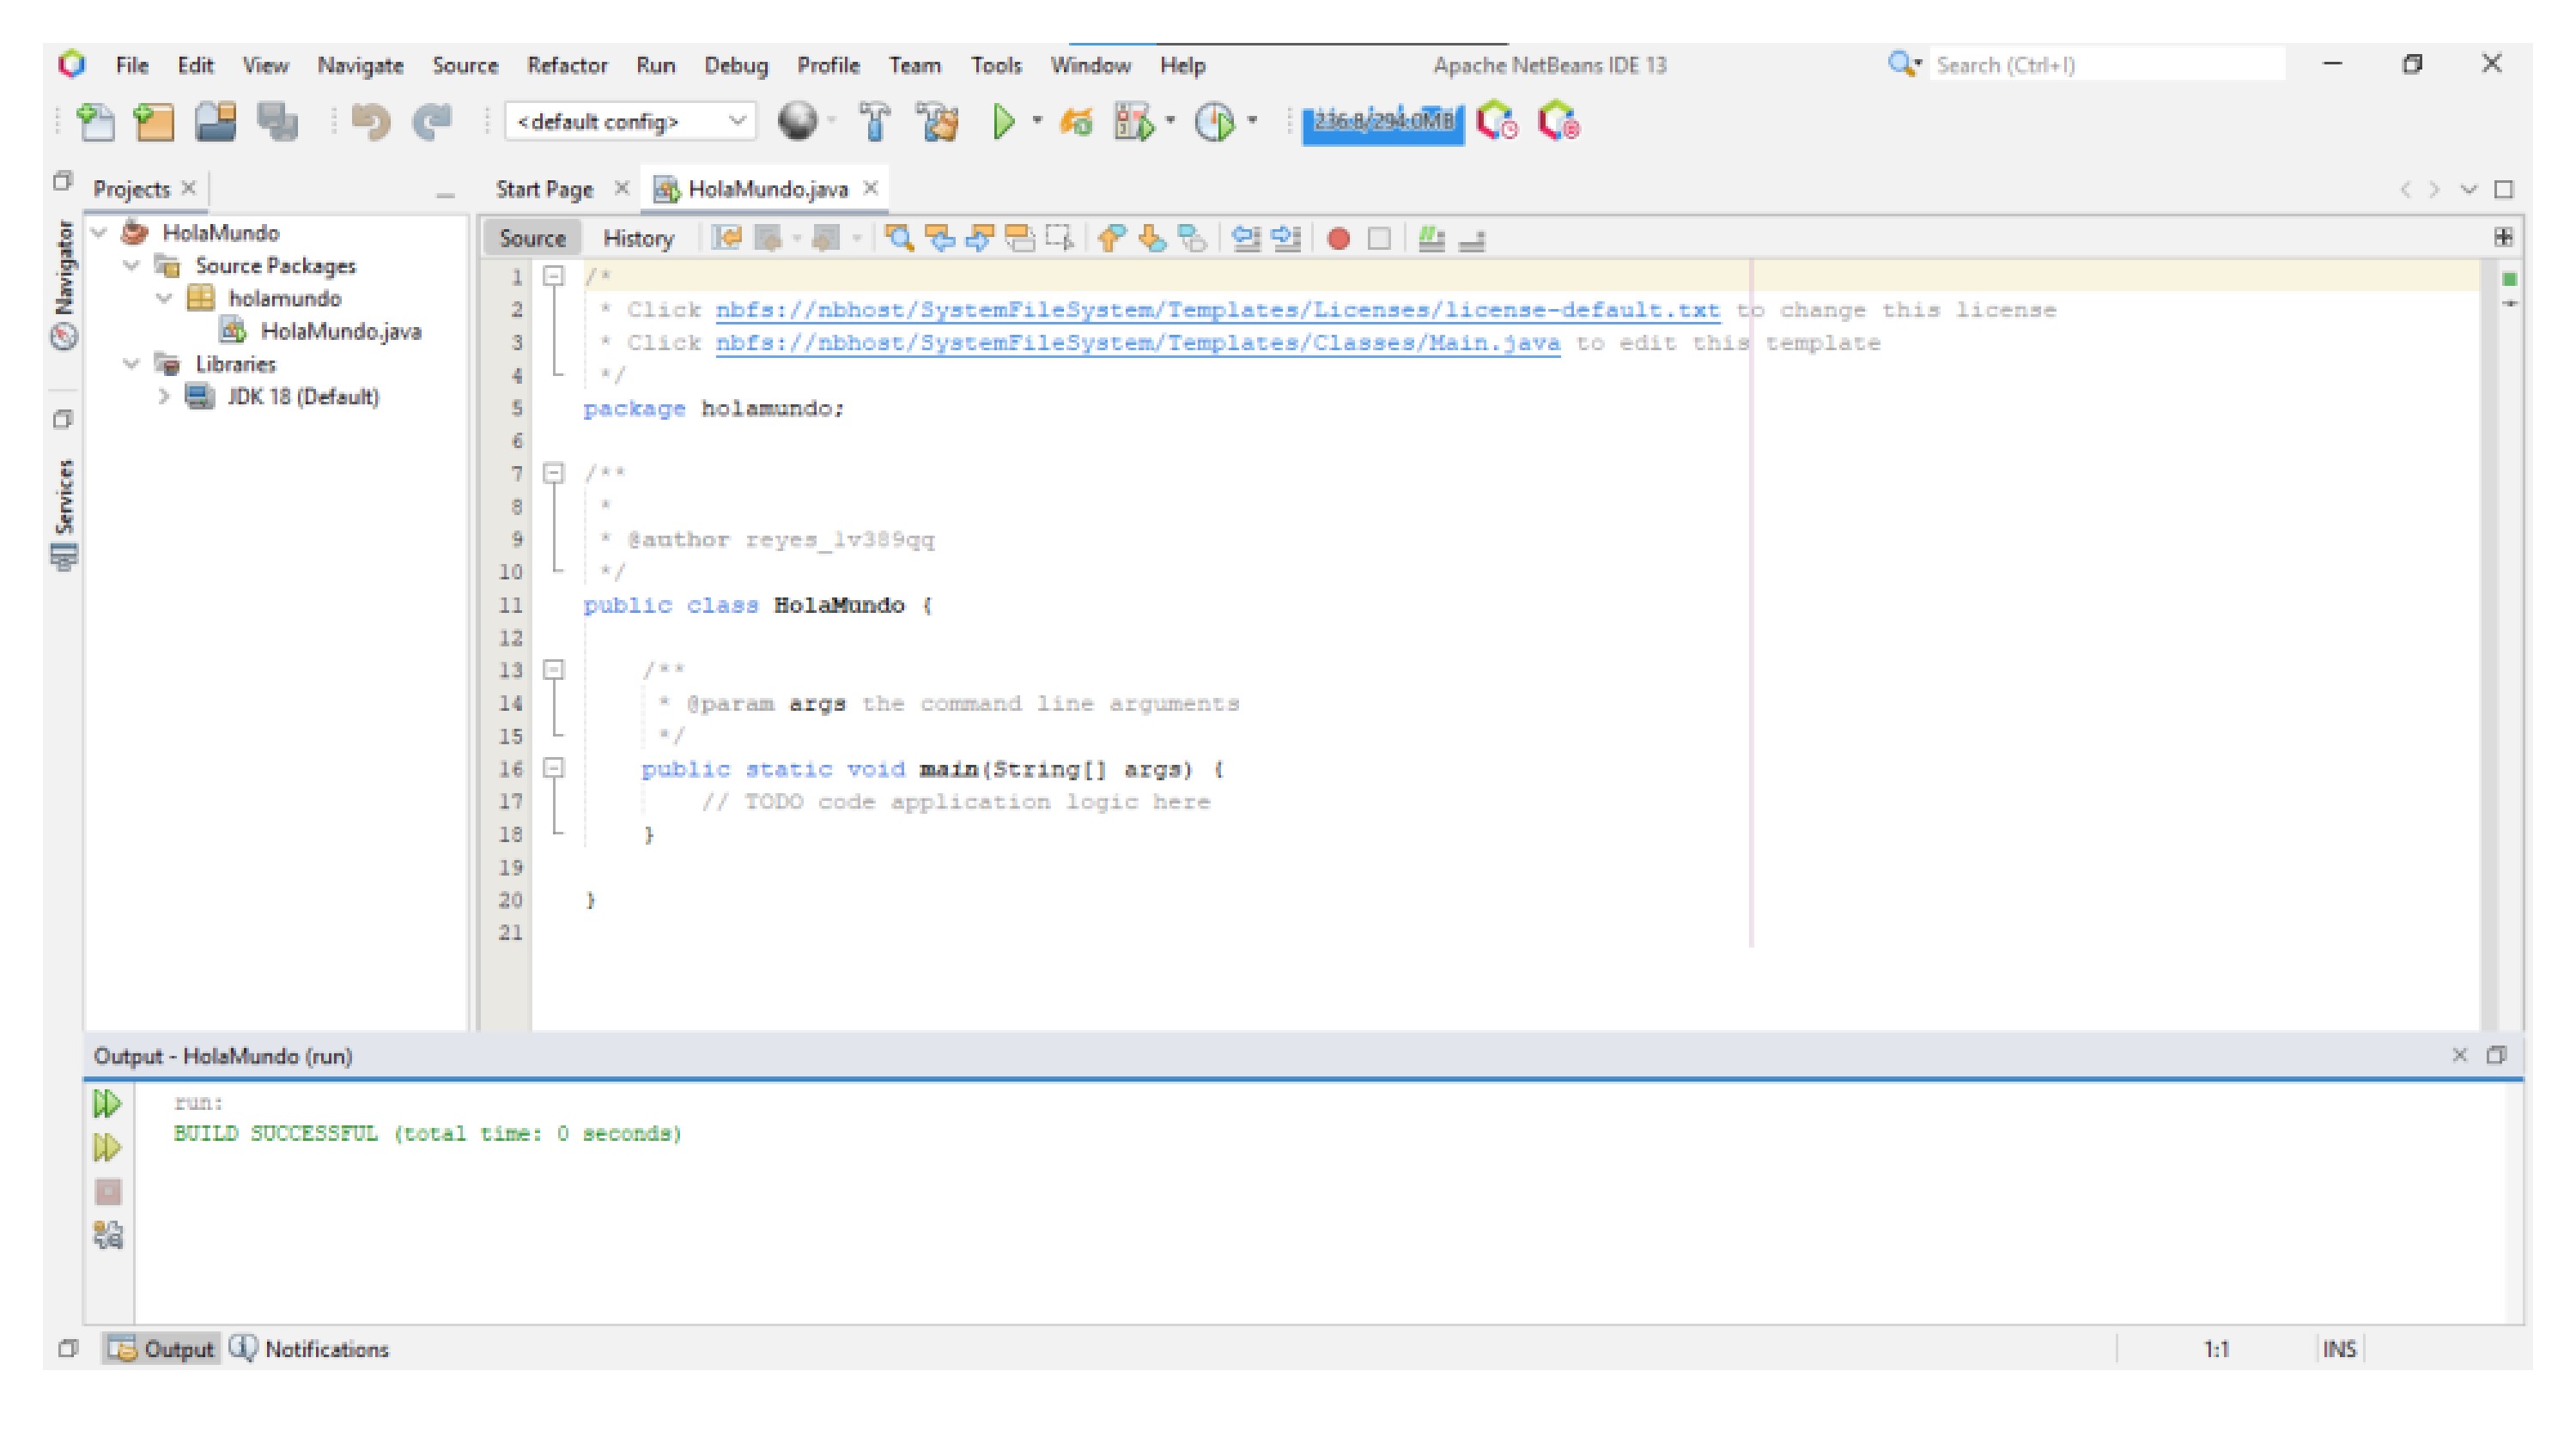 File Edit View Navigate Source Refactor Run Debug Profile Team Tools Window Help Apache NetBeans IDE 13 Search (Ctrl+I)
<default config> 236.8/294.0MB
Projects Start Page HolaMundo.java
Navigator
Services
HolaMundo
Source Packages
holamundo
HolaMundo.java
Libraries
JDK 18 (Default)
Source History
1 /*
2 * Click nbfs://nbhost/SystemFileSystem/Templates/Licenses/license-default.txt to change this license
3 * Click nbfs://nbhost/SystemFileSystem/Templates/Classes/Main.java to edit this template
4 */
5 package holamundo;
6
7 /**
8 *
9 * @author reyes_lv389qq
10 */
11 public class HolaMundo {
12
13 /**
14 * @param args the command line arguments
15 */
16 public static void main(String[] args) {
17 // TODO code application logic here
18 }
19
20 }
21
Output - HolaMundo (run)
run:
BUILD SUCCESSFUL (total time: 0 seconds)
Output Notifications 1:1 INS